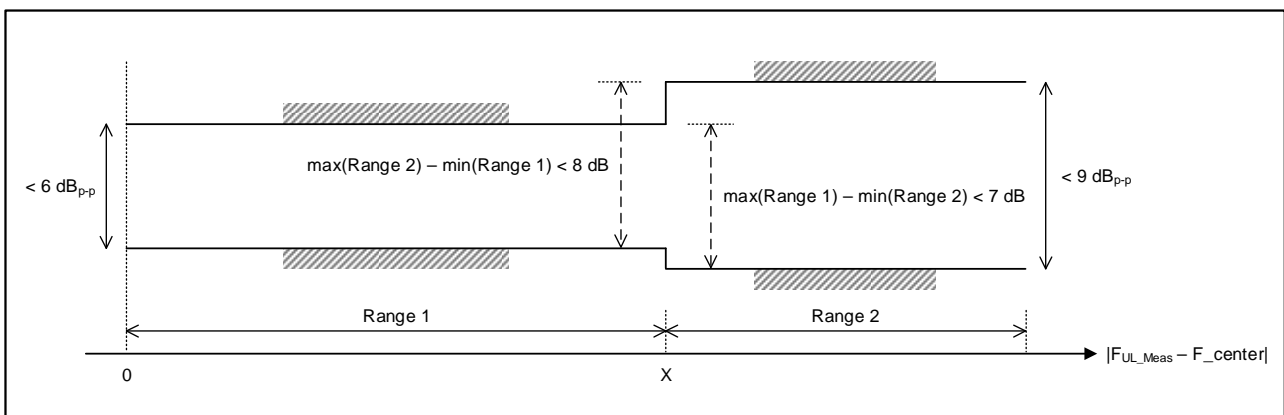 max(Range 2) – min(Range 1) < 8 dB
< 6 dBp-p
< 9 dBp-p
max(Range 1) – min(Range 2) < 7 dB
Range 1
Range 2
|FUL_Meas – F_center|
0
X